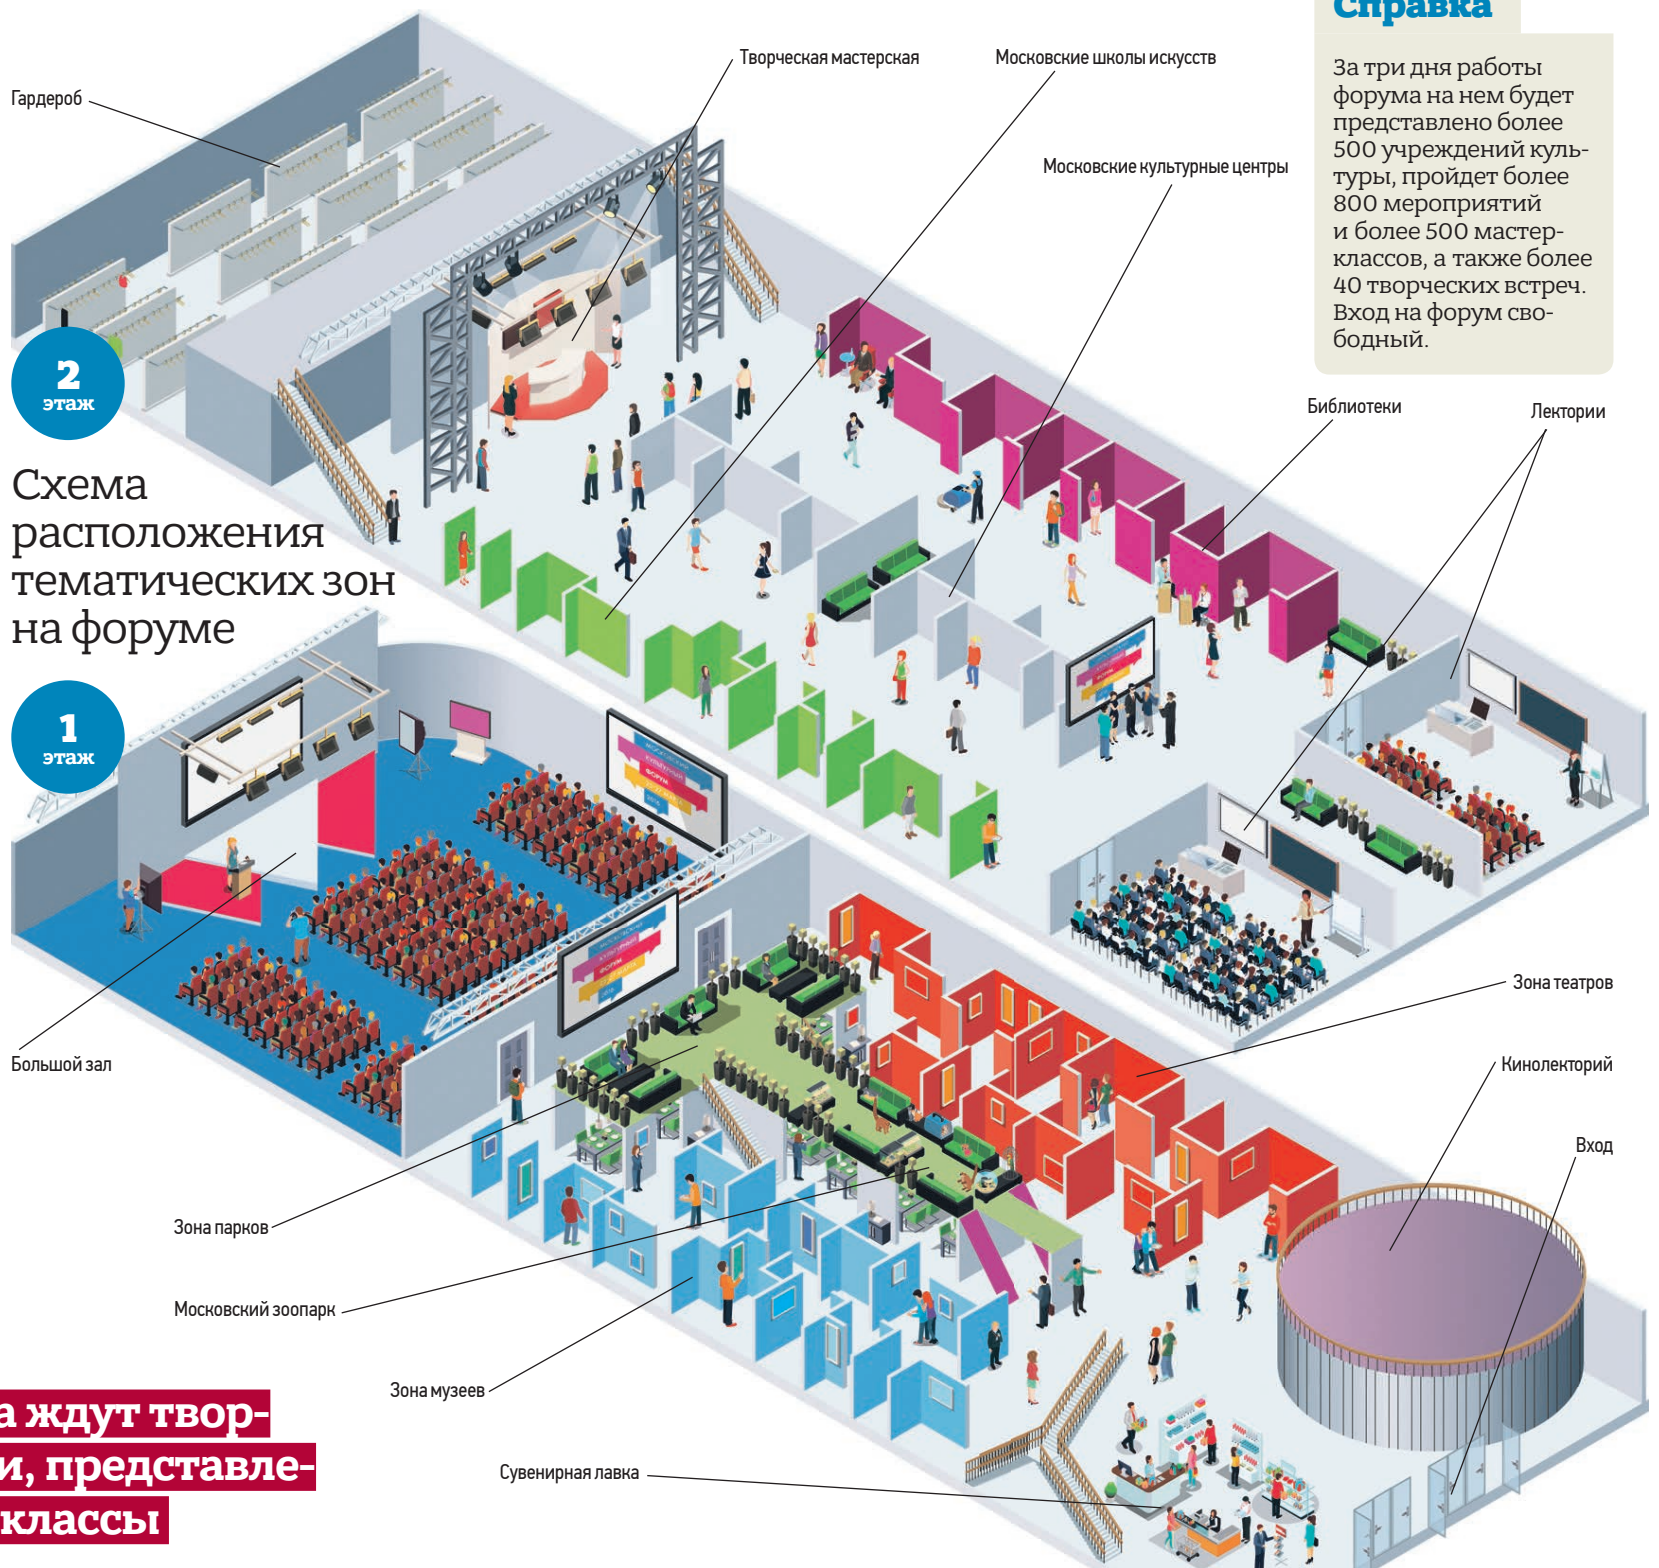 Справка
За три дня работы
форума на нем будет
представлено более
500 учреждений куль-
туры, пройдет более
800 мероприятий
и более 500 мастер-
классов, а также более
40 творческих встреч.
Вход на форум сво-
бодный.
Творческая мастерская
Московские школы искусств
Гардероб
Московские культурные центры
Библиотеки
Лектории
2
этаж
Схема
расположения
тематических зон
на форуме
1
этаж
МОСКОВСКИЙ
КУЛЬТУРНЫЙ
ФОРУМ
Зона театров
Большой зал
Кинолекторий
Вход
Зона парков
Московский зоопарк
Зона музеев
Сувенирная лавка
а ждут твор-
и, представле-
классы